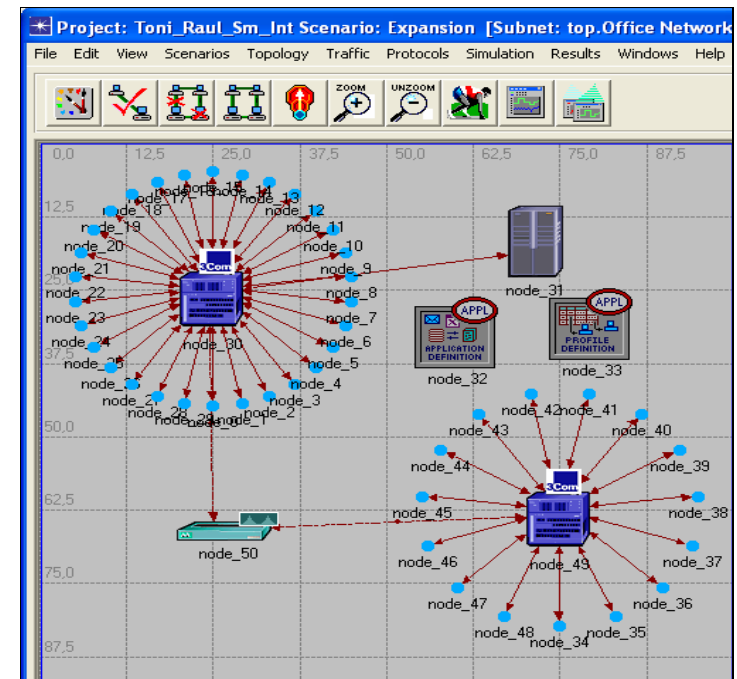 Project: Toni_Raul_Sm_Int Scenario: Expansion [Subnet: top.Office Network
File Edit View Scenarios Topology Traffic Protocols Simulation Results Windows Help
ZOOM UNZOOM
0,0 12,5 25,0 37,5 50,0 62,5 75,0 87,5
node_14
node_17 node_13
12,5 node_18 node_12
node_19 node_11
node_20 node_10
3Com
node_21 node_9
25,0
node_31
node_22 node_8
APPL APPL
node_23 node_7
APPLICATION DEFINITION
PROFILE DEFINITION
node_24 node_30 node_6
37,5
node_5
node_32 node_33
node_4
node_3
node_28 node_1 node_2
node_42 node_41
50,0 node_43 node_40
node_44 node_39
3Com
62,5
node_45 node_38
node_50
node_46 node_49 node_37
75,0
node_47 node_36
node_48 node_34 node_35
87,5